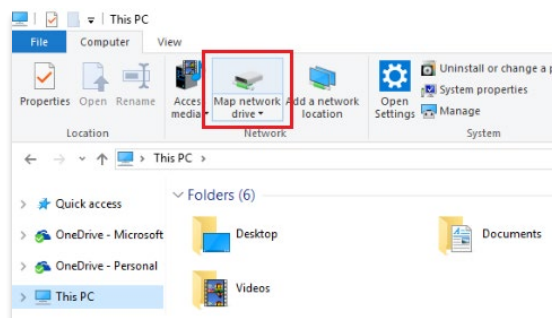 This PC
File Computer View
Properties Open Rename Access media Map network drive Add a network location Open Settings Uninstall or change a p
System properties
Manage
Location Network System
This PC
Folders (6)
Quick access
OneDrive - Microsoft
OneDrive - Personal
This PC
Desktop
Documents
Videos